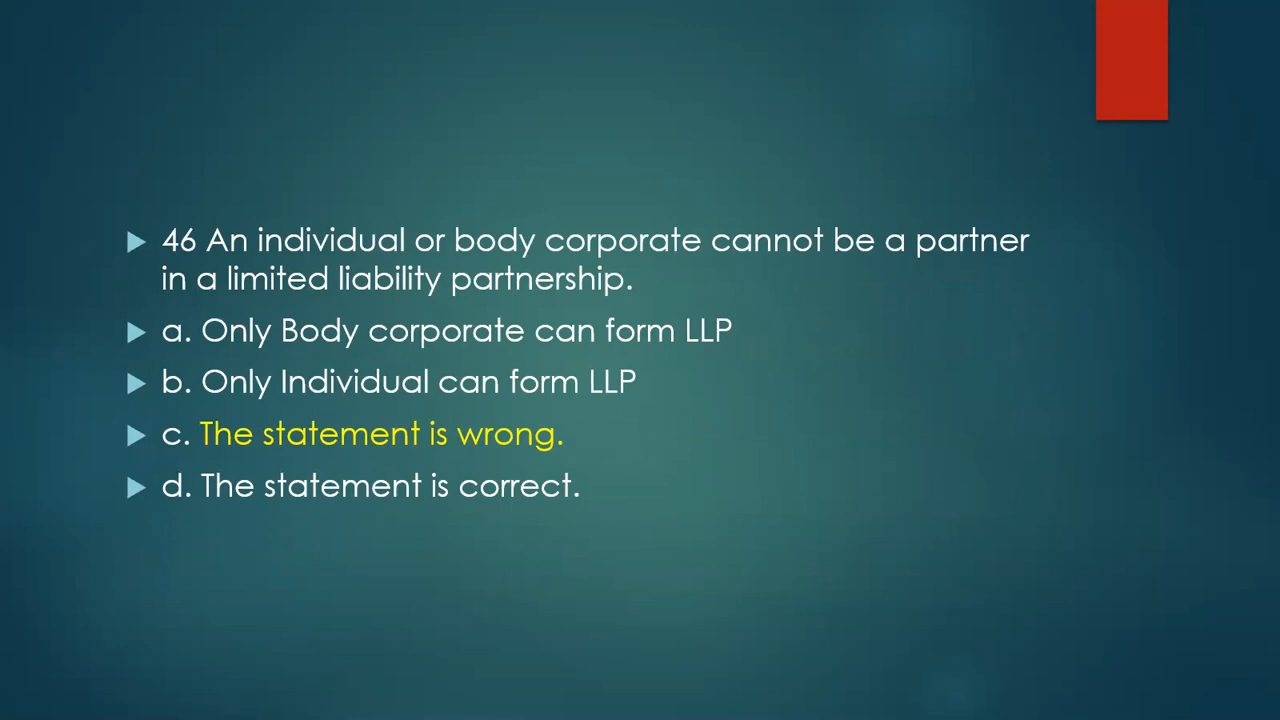 46 An individual or body corporate cannot be a partner
in a limited liability partnership.
a. Only Body corporate can form LLP
b. Only Individual can form LLP
c. The statement is wrong.
d. The statement is correct.